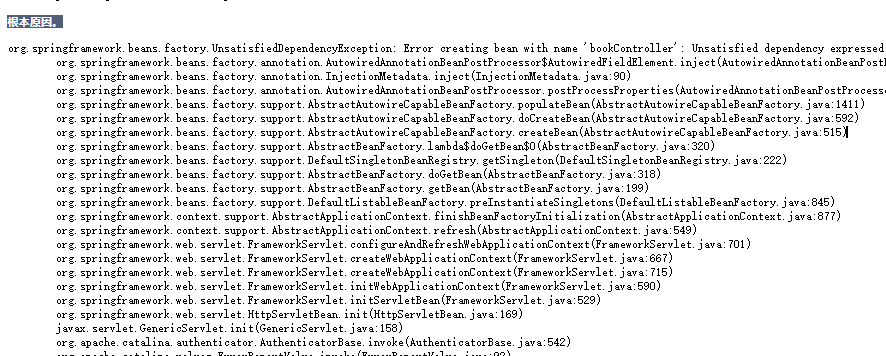 根本原因。
org.springframework.beans.factory.UnsatisfiedDependencyException: Error creating bean with name 'bookController': Unsatisfied dependency expressed
org.springframework.beans.factory.annotation.AutowiredAnnotationBeanPostProcessor$AutowiredFieldElement.inject(AutowiredAnnotationBeanPost
org.springframework.beans.factory.annotation.InjectionMetadata.inject(InjectionMetadata.java:90)
org.springframework.beans.factory.annotation.AutowiredAnnotationBeanPostProcessor.postProcessProperties(AutowiredAnnotationBeanPostProcess
org.springframework.beans.factory.support.AbstractAutowireCapableBeanFactory.populateBean(AbstractAutowireCapableBeanFactory.java:1411)
org.springframework.beans.factory.support.AbstractAutowireCapableBeanFactory.doCreateBean(AbstractAutowireCapableBeanFactory.java:592)
org.springframework.beans.factory.support.AbstractAutowireCapableBeanFactory.createBean(AbstractAutowireCapableBeanFactory.java:515)
org.springframework.beans.factory.support.AbstractBeanFactory.lambda$doGetBean$0(AbstractBeanFactory.java:320)
org.springframework.beans.factory.support.DefaultSingletonBeanRegistry.getSingleton(DefaultSingletonBeanRegistry.java:222)
org.springframework.beans.factory.support.AbstractBeanFactory.doGetBean(AbstractBeanFactory.java:318)
org.springframework.beans.factory.support.AbstractBeanFactory.getBean(AbstractBeanFactory.java:199)
org.springframework.beans.factory.support.DefaultListableBeanFactory.preInstantiateSingletons(DefaultListableBeanFactory.java:845)
org.springframework.context.support.AbstractApplicationContext.finishBeanFactoryInitialization(AbstractApplicationContext.java:877)
org.springframework.context.support.AbstractApplicationContext.refresh(AbstractApplicationContext.java:549)
org.springframework.web.servlet.FrameworkServlet.configureAndRefreshWebApplicationContext(FrameworkServlet.java:701)
org.springframework.web.servlet.FrameworkServlet.createWebApplicationContext(FrameworkServlet.java:667)
org.springframework.web.servlet.FrameworkServlet.createWebApplicationContext(FrameworkServlet.java:715)
org.springframework.web.servlet.FrameworkServlet.initWebApplicationContext(FrameworkServlet.java:590)
org.springframework.web.servlet.FrameworkServlet.initServletBean(FrameworkServlet.java:529)
org.springframework.web.servlet.HttpServletBean.init(HttpServletBean.java:169)
javax.servlet.GenericServlet.init(GenericServlet.java:158)
org.apache.catalina.authenticator.AuthenticatorBase.invoke(AuthenticatorBase.java:542)